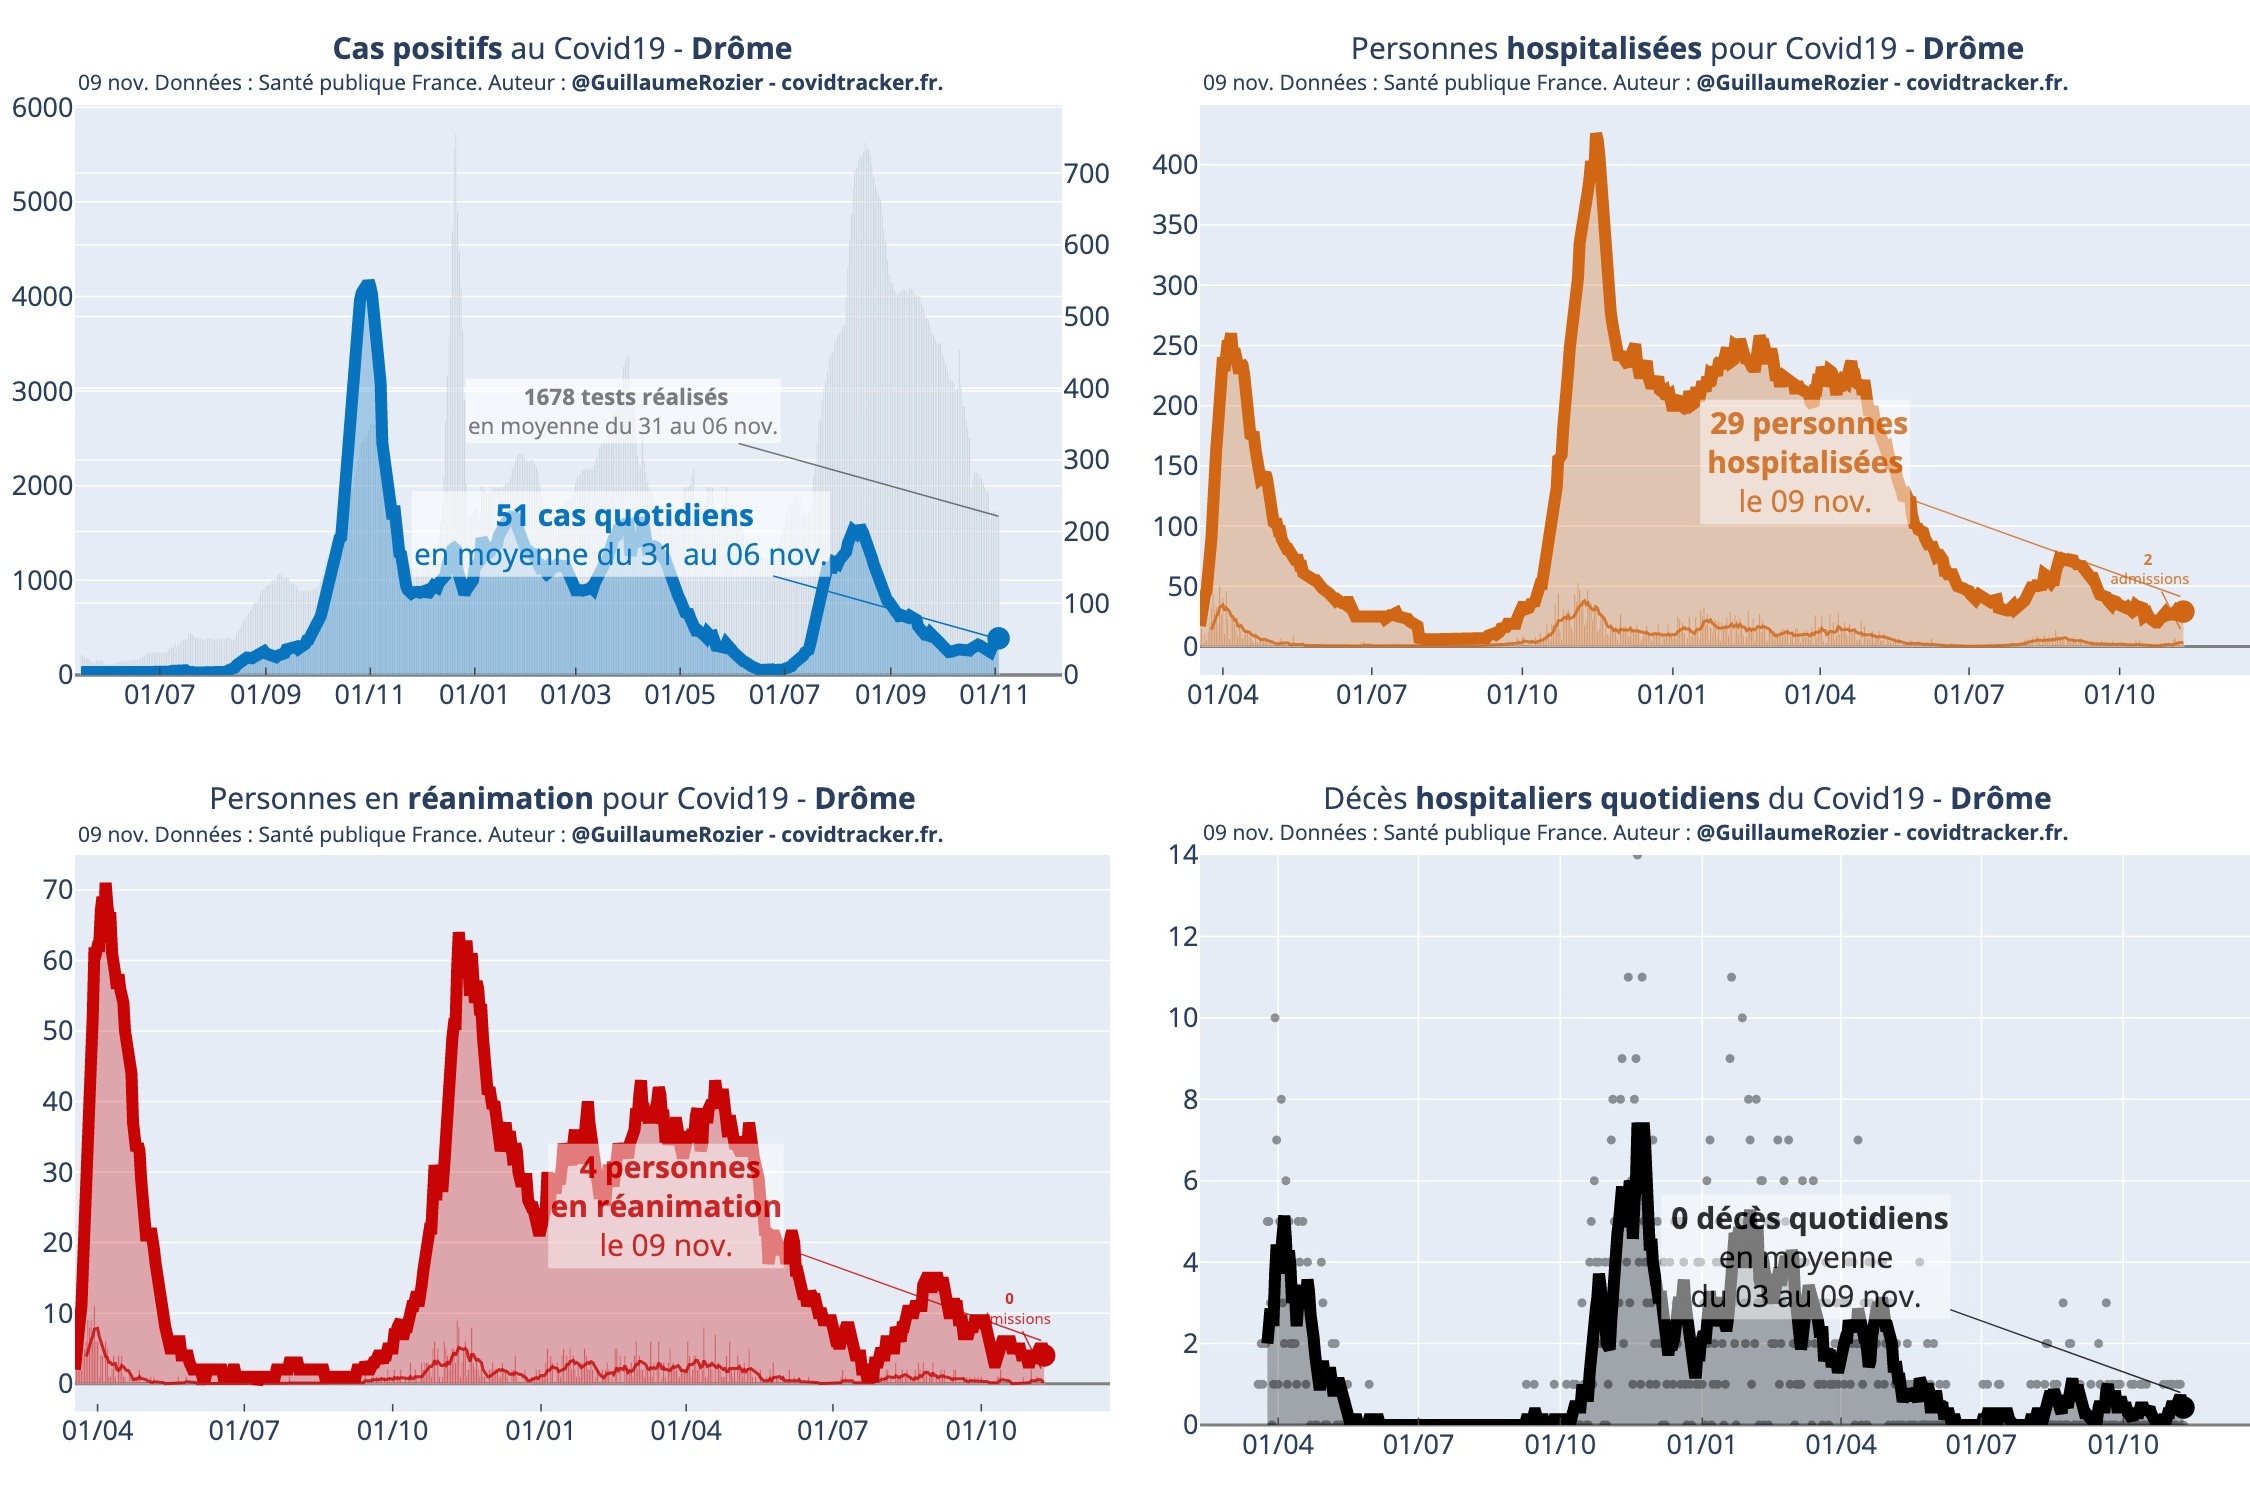 Cas positifs au Covid19 - Drôme
09 nov. Données : Santé publique France. Auteur : @GuillaumeRozier - covidtracker.fr.
6000
5000
4000
3000
2000
1000
0
700
600
500
400
300
200
100
0
1678 tests réalisés
en moyenne du 31 au 06 nov.
51 cas quotidiens
en moyenne du 31 au 06 nov.
01/07 01/09 01/11 01/01 01/03 01/05 01/07 01/09 01/11
Personnes hospitalisées pour Covid19 - Drôme
09 nov. Données : Santé publique France. Auteur : @GuillaumeRozier - covidtracker.fr.
400
350
300
250
200
150
100
50
0
29 personnes
hospitalisées
le 09 nov.
2
admissions
01/04 01/07 01/10 01/01 01/04 01/07 01/10
Personnes en réanimation pour Covid19 - Drôme
09 nov. Données : Santé publique France. Auteur : @GuillaumeRozier - covidtracker.fr.
70
60
50
40
30
20
10
0
4 personnes
en réanimation
le 09 nov.
0
missions
01/04 01/07 01/10 01/01 01/04 01/07 01/10
Décès hospitaliers quotidiens du Covid19 - Drôme
09 nov. Données : Santé publique France. Auteur : @GuillaumeRozier - covidtracker.fr.
14
12
10
8
6
4
2
0
0 décès quotidiens
en moyenne
du 03 au 09 nov.
01/04 01/07 01/10 01/01 01/04 01/07 01/10